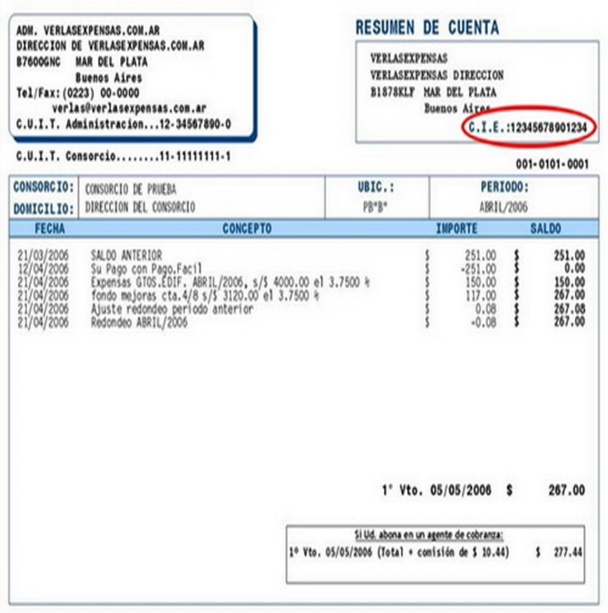 ADM. VERLASEXPENSAS.COM.AR
DIRECCION DE VERLASEXPENSAS.COM.AR
B7600GNC MAR DEL PLATA
Buenos Aires
Tel/Fax:(0223) 00-0000
verlas@verlasexpensas.com.ar
C.U.I.T. Administracion...12-34567890-0
C.U.I.T. Consorcio........11-11111111-1
RESUMEN DE CUENTA
VERLASEXPENSAS
VERLASEXPENSAS DIRECCION
B1878KLF MAR DEL PLATA
Buenos Aires
C.I.E.:12345678901234
001-0101-0001
CONSORCIO: CONSORCIO DE PRUEBA UBIC.: PERIODO:
DOMICILIO: DIRECCION DEL CONSORCIO PB"B" ABRIL/2006
FECHA CONCEPTO IMPORTE SALDO
21/03/2006 SALDO ANTERIOR $ 251.00 $ 251.00
12/04/2006 Su Pago con Pago.Facil $ -251.00 $ 0.00
21/04/2006 Expensas GTOS.EDIF. ABRIL/2006, s/$ 4000.00 el 3.7500 % $ 150.00 $ 150.00
21/04/2006 fondo mejoras cta.4/8 s/$ 3120.00 el 3.7500 % $ 117.00 $ 267.00
21/04/2006 Ajuste redondeo periodo anterior $ 0.08 $ 267.08
21/04/2006 Redondeo ABRIL/2006 $ -0.08 $ 267.00
1° Vto. 05/05/2006 $ 267.00
Si Ud. abona en un agente de cobranza:
1º Vto. 05/05/2006 (Total + comisión de $ 10.44) $ 277.44